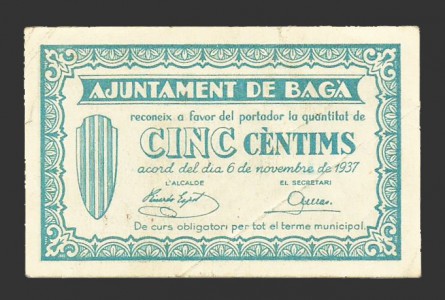 AJUNTAMENT DE BAGÀ
reconeix a favor del portador la quantitat de
CINC CÈNTIMS
acord del dia 6 de novembre de 1937
L'ALCALDE EL SECRETARI
De curs obligatori per tot el terme municipal.